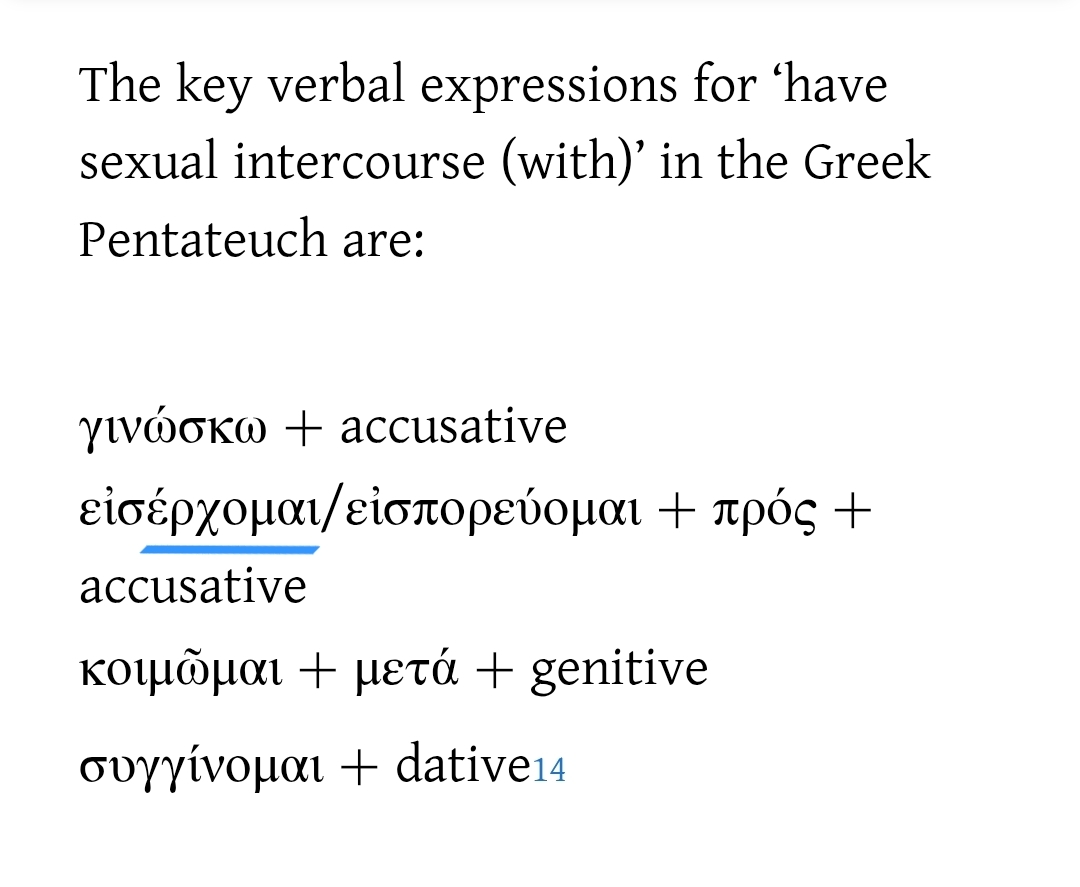 The key verbal expressions for ‘have
sexual intercourse (with)’ in the Greek
Pentateuch are:
γινώσκω + accusative
εἰσέρχομαι/εἰσπορεύομαι + πρός +
accusative
κοιμῶμαι + μετά + genitive
συγγίνομαι + dative14